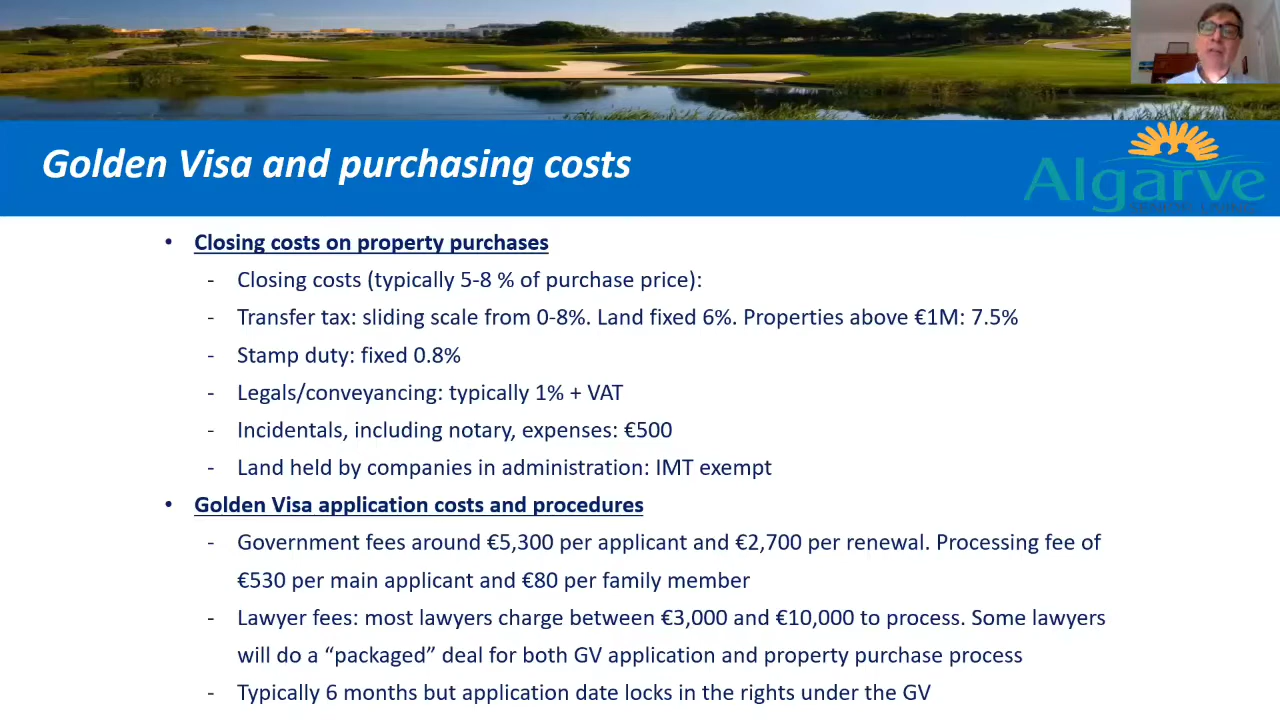 Golden Visa and purchasing costs
Algarve
SENIOR LIVING
• Closing costs on property purchases
- Closing costs (typically 5-8 % of purchase price):
- Transfer tax: sliding scale from 0-8%. Land fixed 6%. Properties above €1M: 7.5%
- Stamp duty: fixed 0.8%
- Legals/conveyancing: typically 1% + VAT
- Incidentals, including notary, expenses: €500
- Land held by companies in administration: IMT exempt
• Golden Visa application costs and procedures
- Government fees around €5,300 per applicant and €2,700 per renewal. Processing fee of
€530 per main applicant and €80 per family member
- Lawyer fees: most lawyers charge between €3,000 and €10,000 to process. Some lawyers
will do a “packaged” deal for both GV application and property purchase process
- Typically 6 months but application date locks in the rights under the GV